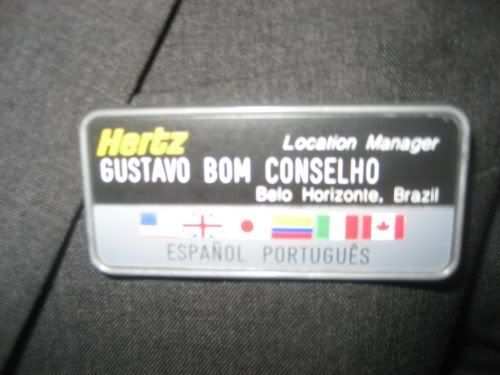 Hertz
Location Manager
GUSTAVO BOM CONSELHO
Belo Horizonte, Brazil
ESPAÑOL PORTUGUÊS